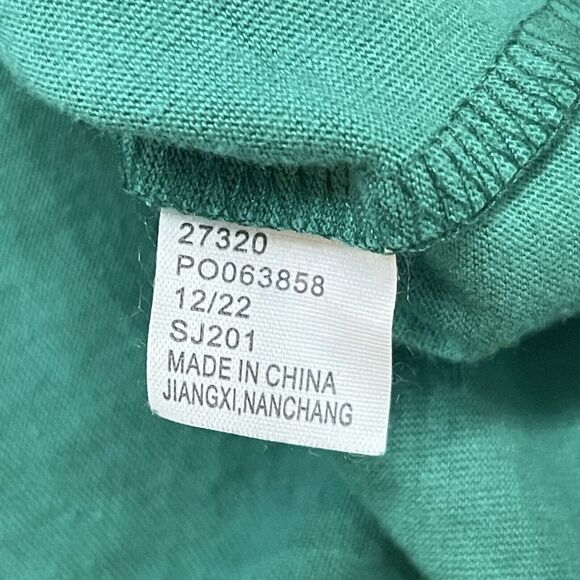 27320
PO063858
12/22
SJ201
MADE IN CHINA
JIANGXI,NANCHANG